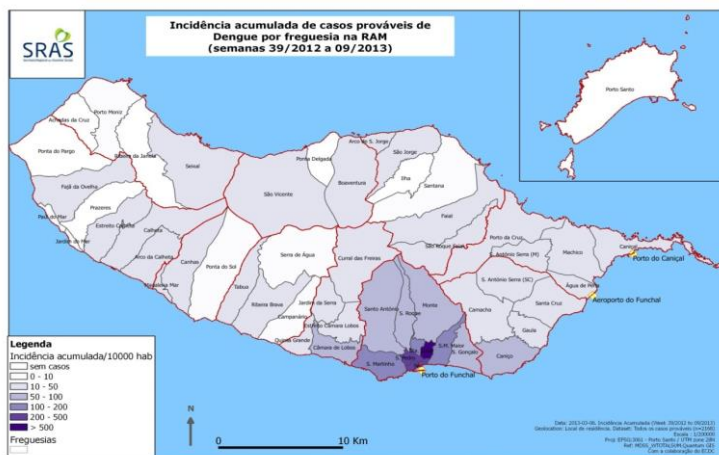 SRAS
Incidência acumulada de casos prováveis de
Dengue por freguesia na RAM
(semanas 39/2012 a 09/2013)
Porto Santo
Achadas da Cruz
Porto Moniz
Ponta do Pargo
Ribeira da Janela
Seixal
Ponta Delgada
Arco de S. Jorge
São Jorge
Boaventura
Ilha
Santana
São Vicente
Fajã da Ovelha
Faial
Prazeres
Paul do Mar
Estreito Calheta
Calheta
Jardim do Mar
Arco da Calheta
Madalena Mar
Canhas
Ponta do Sol
Serra de Água
Curral das Freiras
São Roque Faial
Porto da Cruz
S. António Serra (M)
Machico
Caniçal
Porto do Caniçal
Tabua
Ribeira Brava
Campanário
Jardim da Serra
Estreito Câmara Lobos
Quinta Grande
Câmara de Lobos
Santo António
S. Roque
Monte
S. António Serra (SC)
Água de Pena
Aeroporto do Funchal
Camacha
Santa Cruz
Gaula
Caniço
S. Martinho
S. Pedro
S.M. Maior
S. Gonçalo
Porto do Funchal
Legenda
Incidência acumulada/10000 hab
sem casos
0 - 10
10 - 50
50 - 100
100 - 200
200 - 500
> 500
Freguesias
N
0
10 Km
Com a colaboração do ECDC